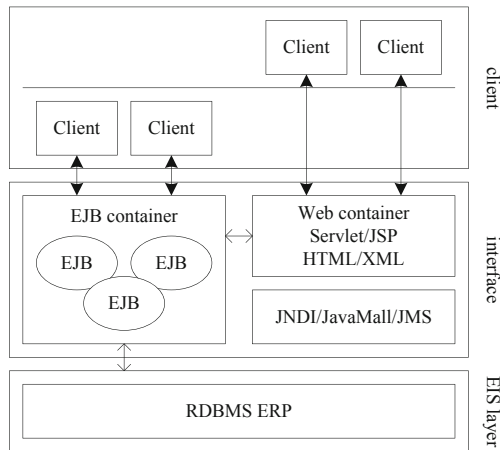 Client
Client
Client
Client
client
EJB container
EJB
EJB
EJB
Web container
Servlet/JSP
HTML/XML
JNDI/JavaMall/JMS
interface
RDBMS ERP
EIS layer